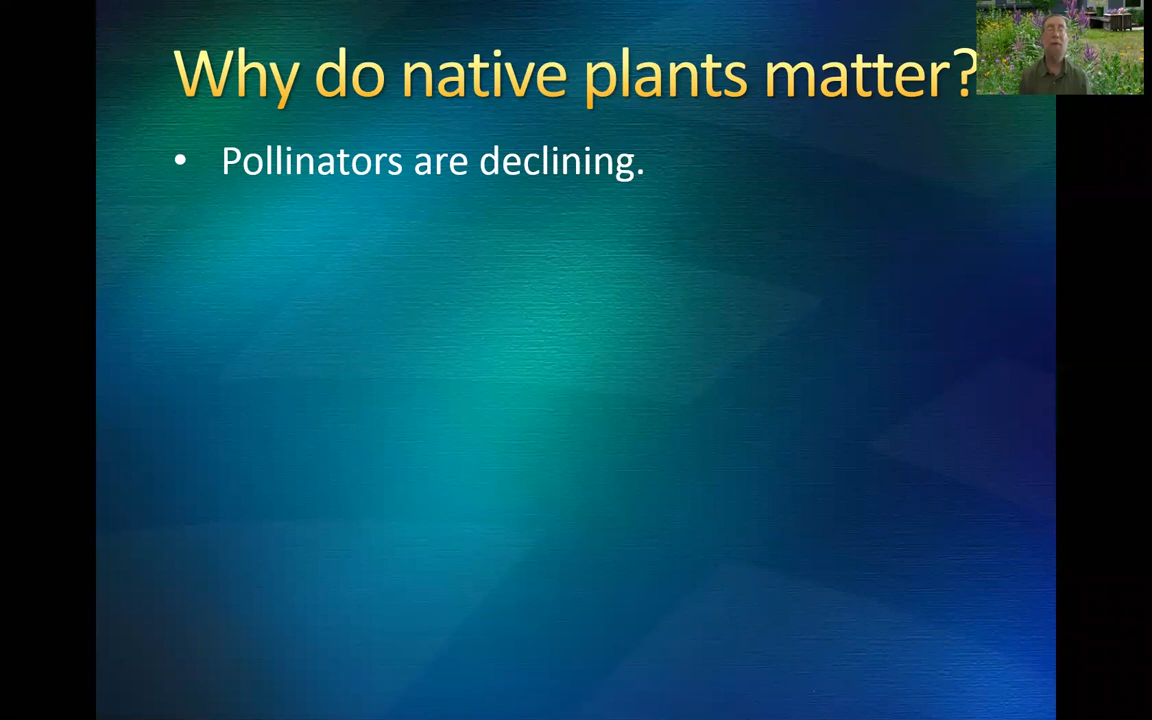 Why do native plants matter?
• Pollinators are declining.